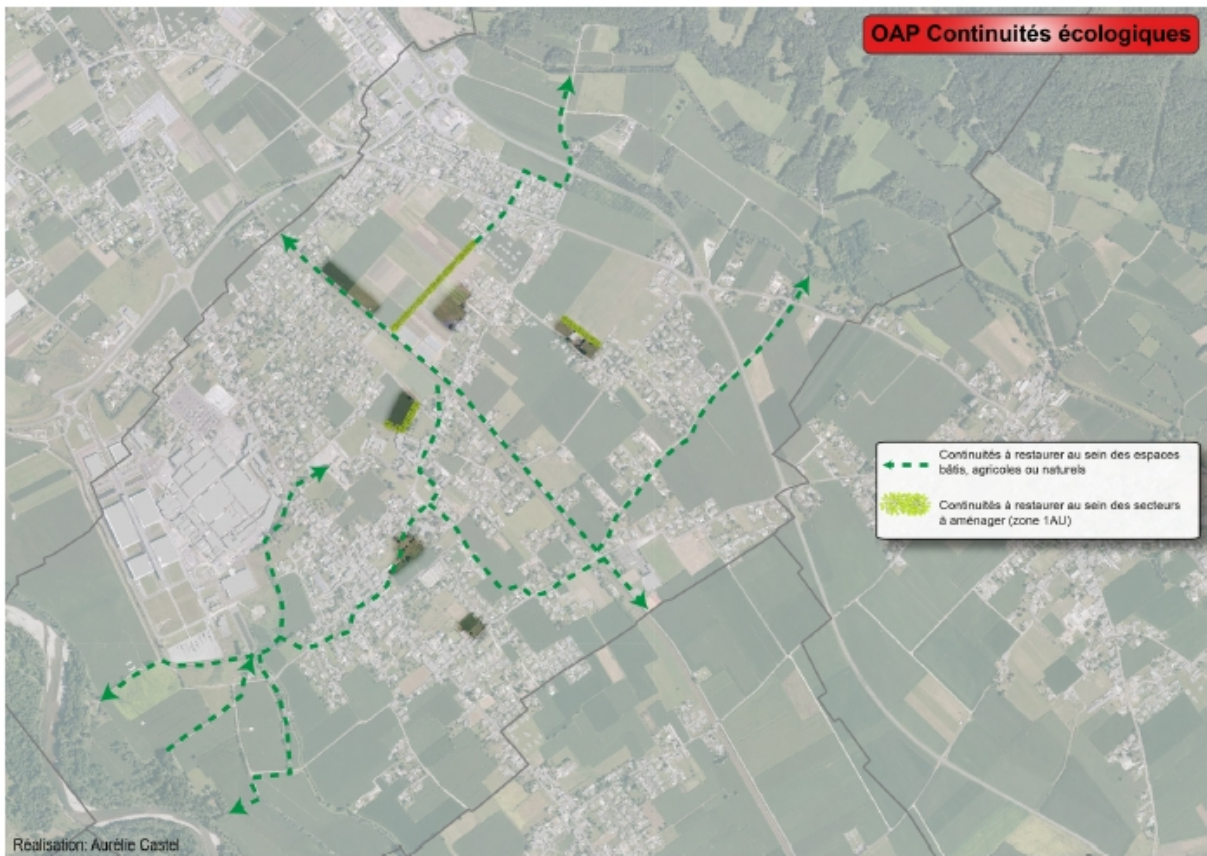 OAP Continuités écologiques
Continuités à restaurer au sein des espaces
bâtis, agricoles ou naturels
Continuités à restaurer au sein des secteurs
à aménager (zone 1AU)
Réalisation: Aurélie Castel